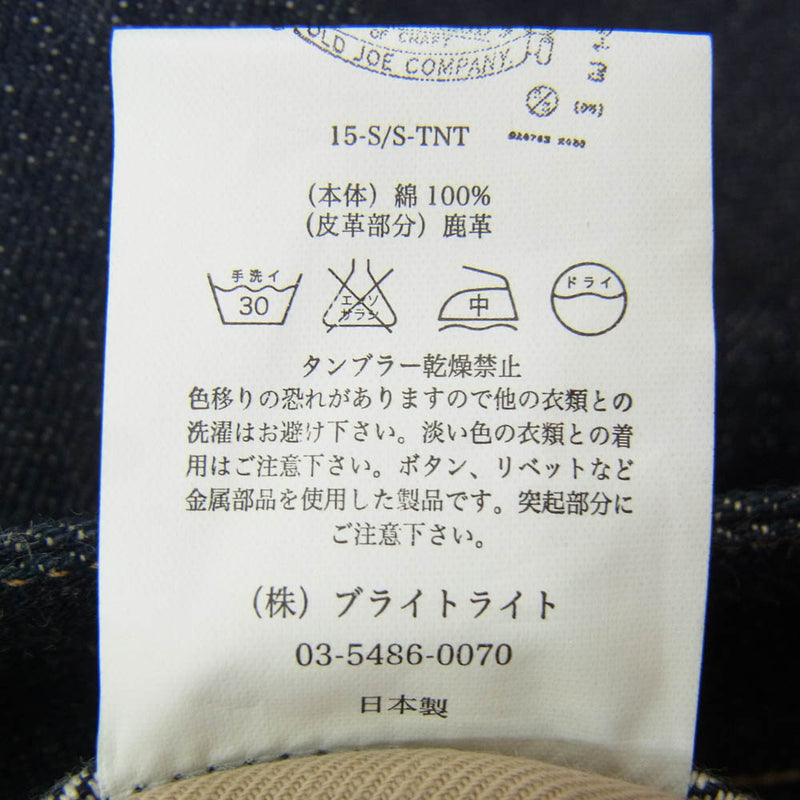 OF CRAFT
OLD JOE COMPANY.
15-S/S-TNT
（本体）綿 100%
（皮革部分）鹿革
手洗イ
30
エンソ
サラシ
中
ドライ
タンブラー乾燥禁止
色移りの恐れがありますので他の衣類との
洗濯はお避け下さい。淡い色の衣類との着
用はご注意下さい。ボタン、リベットなど
金属部品を使用した製品です。突起部分に
ご注意下さい。
（株）ブライトライト
03-5486-0070
日本製